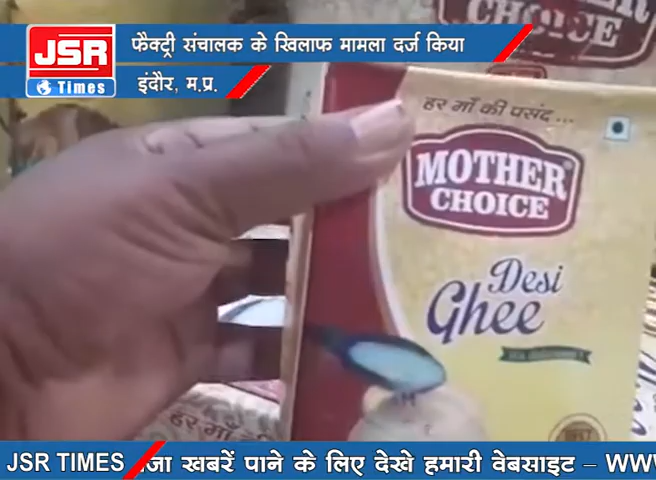 CHOICE
JSR
Times
फैक्ट्री संचालक के खिलाफ मामला दर्ज किया
इंदौर, म.प्र.
हर माँ की पसंद...
MOTHER
CHOICE
Desi
Ghee
हर माँ की
JSR TIMES
खबरें पाने के लिए देखे हमारी वेबसाइट – WWW